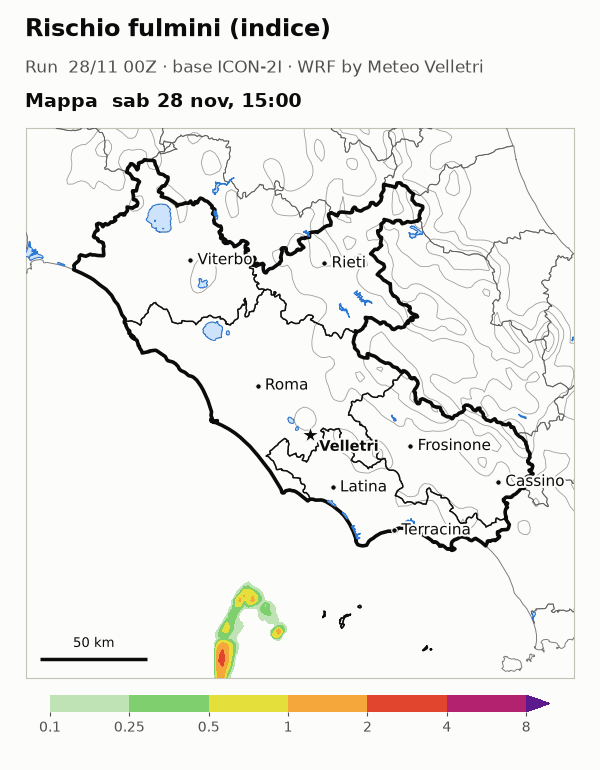 Rischio fulmini (indice)
Run  28/11 00Z · base ICON-2I · WRF by Meteo Velletri
Mappa  sab 28 nov, 15:00
Viterbo
Rieti
Roma
Velletri
Frosinone
Cassino
Latina
Terracina
50 km
0.1 0.25 0.5 1 2 4 8